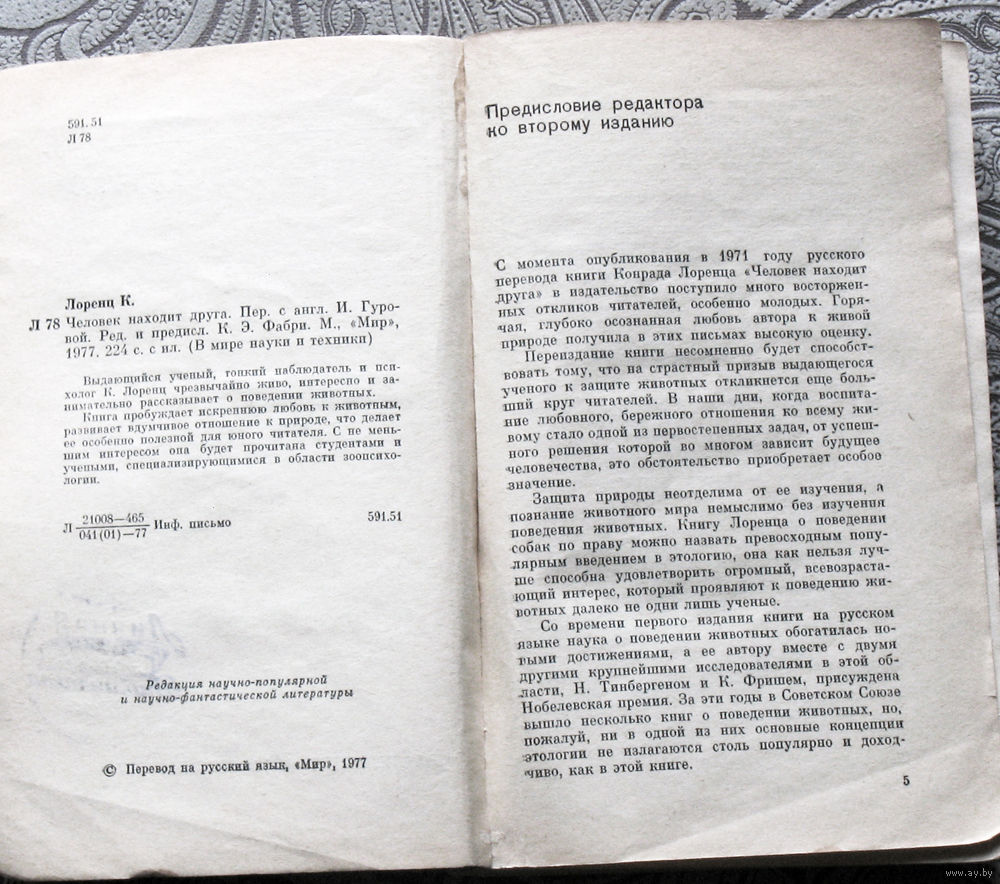 591.51
Л 78
Лоренц К.
Л 78 Человек находит друга. Пер. с англ. И. Гуро-
вой. Ред. и предисл. К. Э. Фабри. М., «Мир»,
1977. 224 с. с ил. (В мире науки и техники)
Выдающийся ученый, тонкий наблюдатель и пси-
холог К. Лоренц чрезвычайно живо, интересно и за-
нимательно рассказывает о поведении животных.
Книга пробуждает искреннюю любовь к животным,
развивает вдумчивое отношение к природе, что делает
ее особенно полезной для юного читателя. С не мень-
шим интересом она будет прочитана студентами и
учеными, специализирующимися в области зоопсихо-
логии.
Л 21008—465
041(01)—77 Инф. письмо 591.51
Редакция научно-популярной
и научно-фантастической литературы
© Перевод на русский язык, «Мир», 1977
Предисловие редактора
ко второму изданию
С момента опубликования в 1971 году русского
перевода книги Конрада Лоренца «Человек находит
друга» в издательство поступило много восторжен-
ных откликов читателей, особенно молодых. Горя-
чая, глубоко осознанная любовь автора к живой
природе получила в этих письмах высокую оценку.
Переиздание книги несомненно будет способст-
вовать тому, что на страстный призыв выдающегося
ученого к защите животных откликнется еще боль-
ший круг читателей. В наши дни, когда воспита-
ние любовного, бережного отношения ко всему жи-
вому стало одной из первостепенных задач, от успеш-
ного решения которой во многом зависит будущее
человечества, это обстоятельство приобретает особое
значение.
Защита природы неотделима от ее изучения, а
познание животного мира немыслимо без изучения
поведения животных. Книгу Лоренца о поведении
собак по праву можно назвать превосходным попу-
лярным введением в этологию, она как нельзя луч-
ше способна удовлетворить огромный, всевозраста-
ющий интерес, который проявляют к поведению жи-
вотных далеко не одни лишь ученые.
Со времени первого издания книги на русском
языке наука о поведении животных обогатилась но-
выми достижениями, а ее автору вместе с двумя
другими крупнейшими исследователями в этой об-
ласти, Н. Тинбергеном и К. Фришем, присуждена
Нобелевская премия. За эти годы в Советском Союзе
вышло несколько книг о поведении животных, но,
пожалуй, ни в одной из них основные концепции
этологии не излагаются столь популярно и доход-
чиво, как в этой книге.
5
www.ay.by